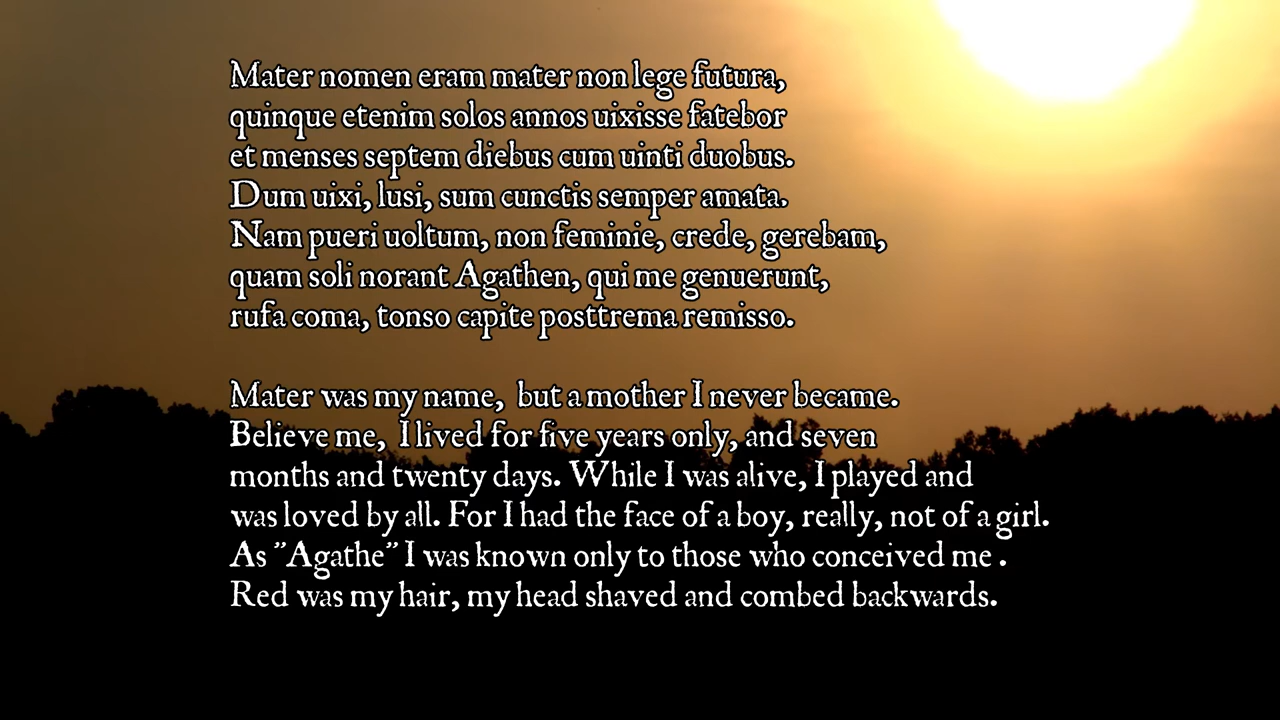 Mater nomen eram mater non lege futura,
quinque etenim solos annos uixisse fatebor
et menses septem diebus cum uinti duobus.
Dum uixi, lusi, sum cunctis semper amata.
Nam pueri uoltum, non feminie, crede, gerebam,
quam soli norant Agathen, qui me genuerunt,
rufa coma, tonso capite posttrema remisso.
Mater was my name,  but a mother I never became.
Believe me,  I lived for five years only, and seven
months and twenty days. While I was alive, I played and
was loved by all. For I had the face of a boy, really, not of a girl.
As "Agathe" I was known only to those who conceived me .
Red was my hair, my head shaved and combed backwards.